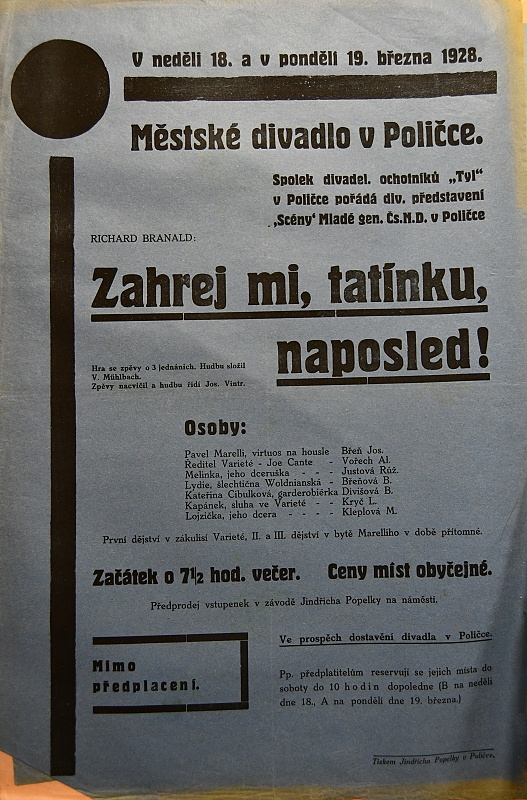 V neděli 18. a v pondělí 19. března 1928.
Městské divadlo v Poličce.
Spolek divadel. ochotníků „Tyl“
v Poličce pořádá div. představení
‚Scény‘ Mladé gen. Čs.N.D. v Poličce
RICHARD BRANALD:
Zahrej mi, tatínku,
naposled!
Hra se zpěvy o 3 jednáních. Hudbu složil
V. Mühlbach.
Zpěvy nacvičil a hudbu řídí Jos. Vintr.
Osoby:
Pavel Marelli, virtuos na housle Břeň Jos.
Ředitel Varieté - Joe Cante - Vořech Al.
Melinka, jeho dceruška - - - Justová Růž.
Lydie, šlechtična Woldnianská - Břeňová B.
Kateřina Cibulková, garderobiérka Divišová B.
Kapánek, sluha ve Varieté - - Kryč L.
Lojzička, jeho dcera - - - - Kleplová M.
První dějství v zákulisí Varieté, II. a III. dějství v bytě Marelliho v době přítomné.
Začátek o 7½ hod. večer. Ceny míst obyčejné.
Předprodej vstupenek v závodě Jindřicha Popelky na náměstí.
Mimo
předplacení.
Ve prospěch dostavění divadla v Poličce.
Pp. předplatitelům reservují se jejich místa do
soboty do 10 hodin dopoledne (B na neděli
dne 18., A na pondělí dne 19. března.)
Tiskem Jindřicha Popelky v Poličce.